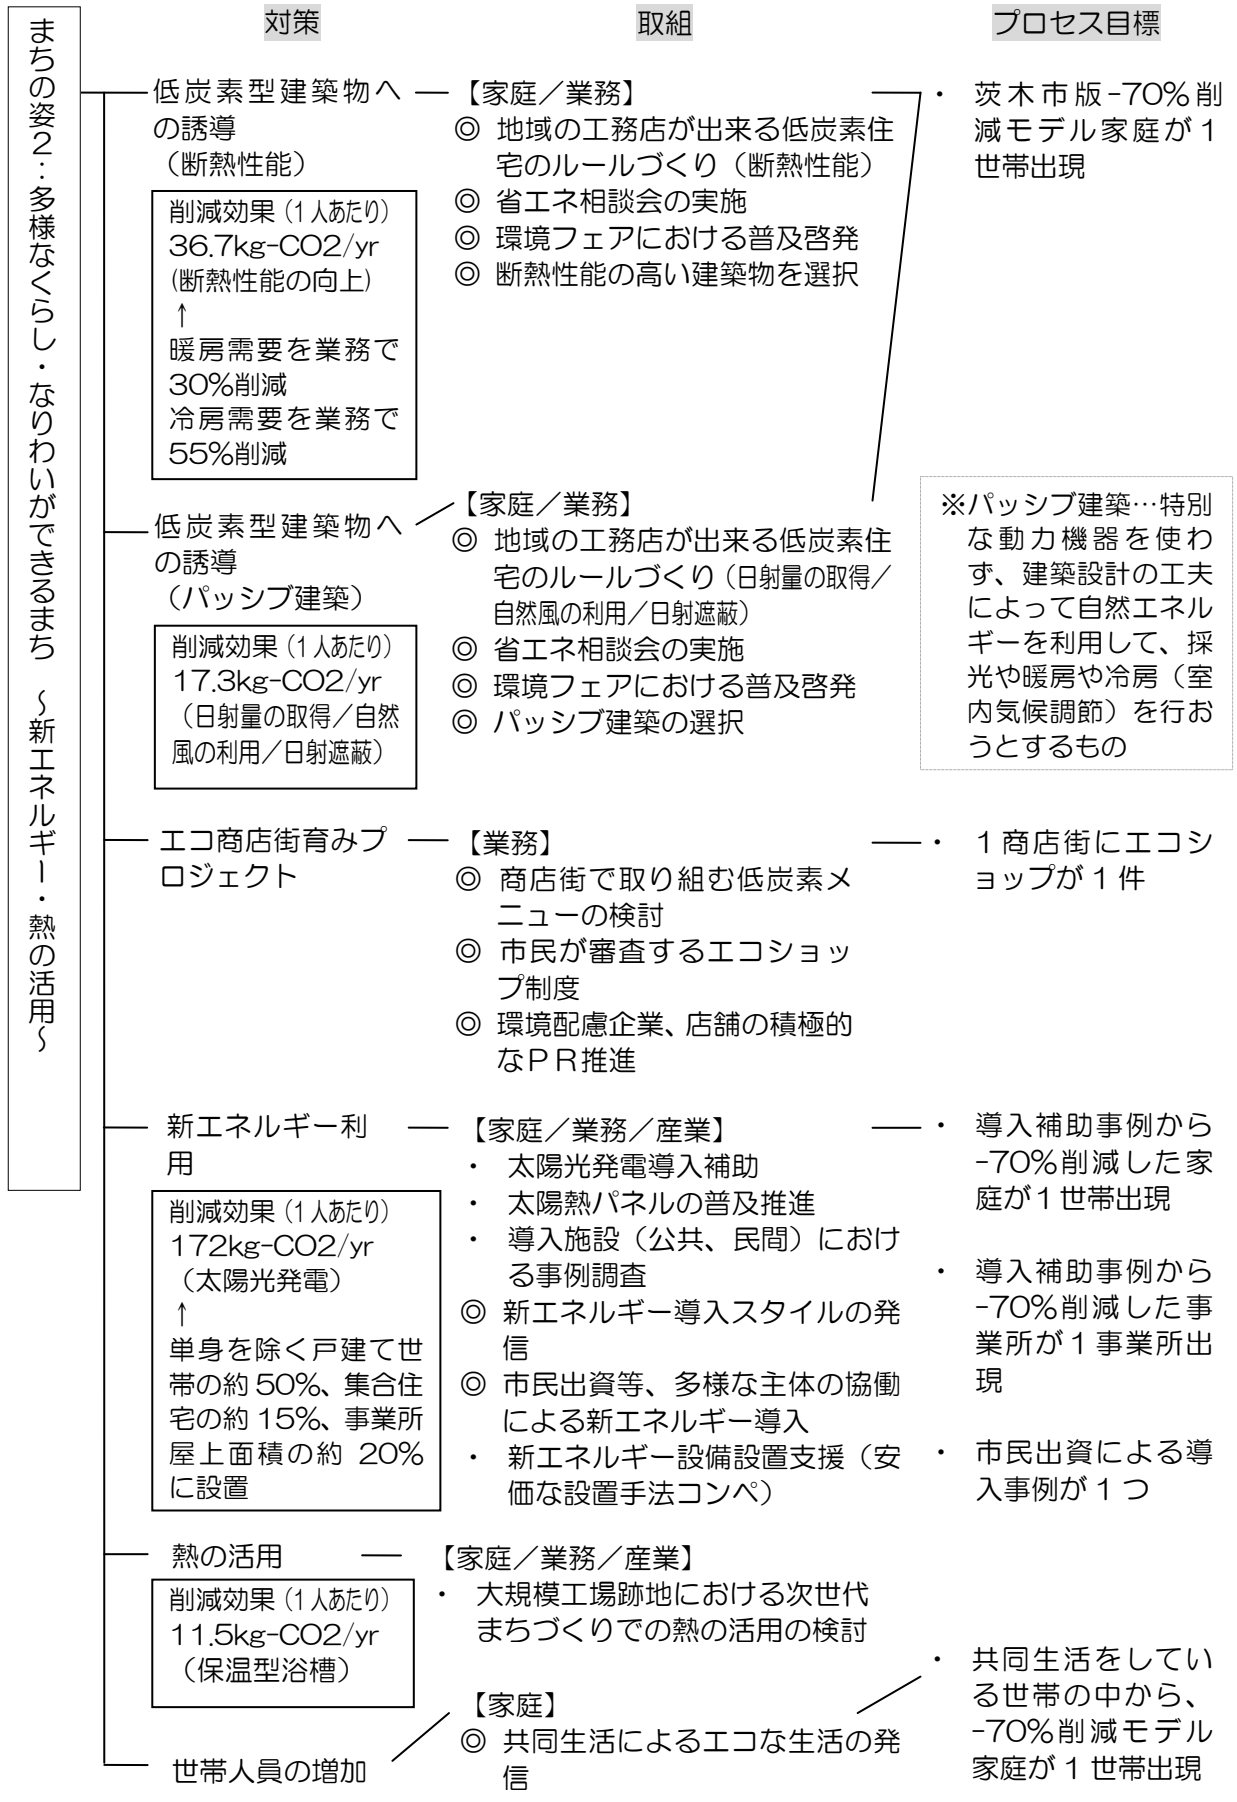 まちの姿2：多様なくらし・なりわいができるまち　～新エネルギー・熱の活用～
対策
取組
プロセス目標
低炭素型建築物へ
の誘導
（断熱性能）
削減効果（1人あたり）
36.7kg-CO2/yr
(断熱性能の向上)
↑
暖房需要を業務で
30%削減
冷房需要を業務で
55%削減
【家庭／業務】
◎ 地域の工務店が出来る低炭素住
宅のルールづくり（断熱性能）
◎ 省エネ相談会の実施
◎ 環境フェアにおける普及啓発
◎ 断熱性能の高い建築物を選択
・ 茨木市版-70%削
減モデル家庭が１
世帯出現
低炭素型建築物へ
の誘導
（パッシブ建築）
削減効果（1人あたり）
17.3kg-CO2/yr
（日射量の取得／自然
風の利用／日射遮蔽）
【家庭／業務】
◎ 地域の工務店が出来る低炭素住
宅のルールづくり（日射量の取得／
自然風の利用／日射遮蔽）
◎ 省エネ相談会の実施
◎ 環境フェアにおける普及啓発
◎ パッシブ建築の選択
※パッシブ建築…特別
な動力機器を使わ
ず、建築設計の工夫
によって自然エネル
ギーを利用して、採
光や暖房や冷房（室
内気候調節）を行お
うとするもの
エコ商店街育みプ
ロジェクト
【業務】
◎ 商店街で取り組む低炭素メ
ニューの検討
◎ 市民が審査するエコショッ
プ制度
◎ 環境配慮企業、店舗の積極的
なＰＲ推進
・ １商店街にエコシ
ョップが１件
新エネルギー利
用
削減効果（1人あたり）
172kg-CO2/yr
（太陽光発電）
↑
単身を除く戸建て世
帯の約50%、集合住
宅の約15%、事業所
屋上面積の約20%
に設置
【家庭／業務／産業】
・ 太陽光発電導入補助
・ 太陽熱パネルの普及推進
・ 導入施設（公共、民間）におけ
る事例調査
◎ 新エネルギー導入スタイルの発
信
◎ 市民出資等、多様な主体の協働
による新エネルギー導入
・ 新エネルギー設備設置支援（安
価な設置手法コンペ）
・ 導入補助事例から
-70%削減した家
庭が１世帯出現
・ 導入補助事例から
-70%削減した事
業所が１事業所出
現
・ 市民出資による導
入事例が１つ
熱の活用
削減効果（1人あたり）
11.5kg-CO2/yr
（保温型浴槽）
【家庭／業務／産業】
・ 大規模工場跡地における次世代
まちづくりでの熱の活用の検討
世帯人員の増加
【家庭】
◎ 共同生活によるエコな生活の発
信
・ 共同生活をしてい
る世帯の中から、
-70%削減モデル
家庭が１世帯出現